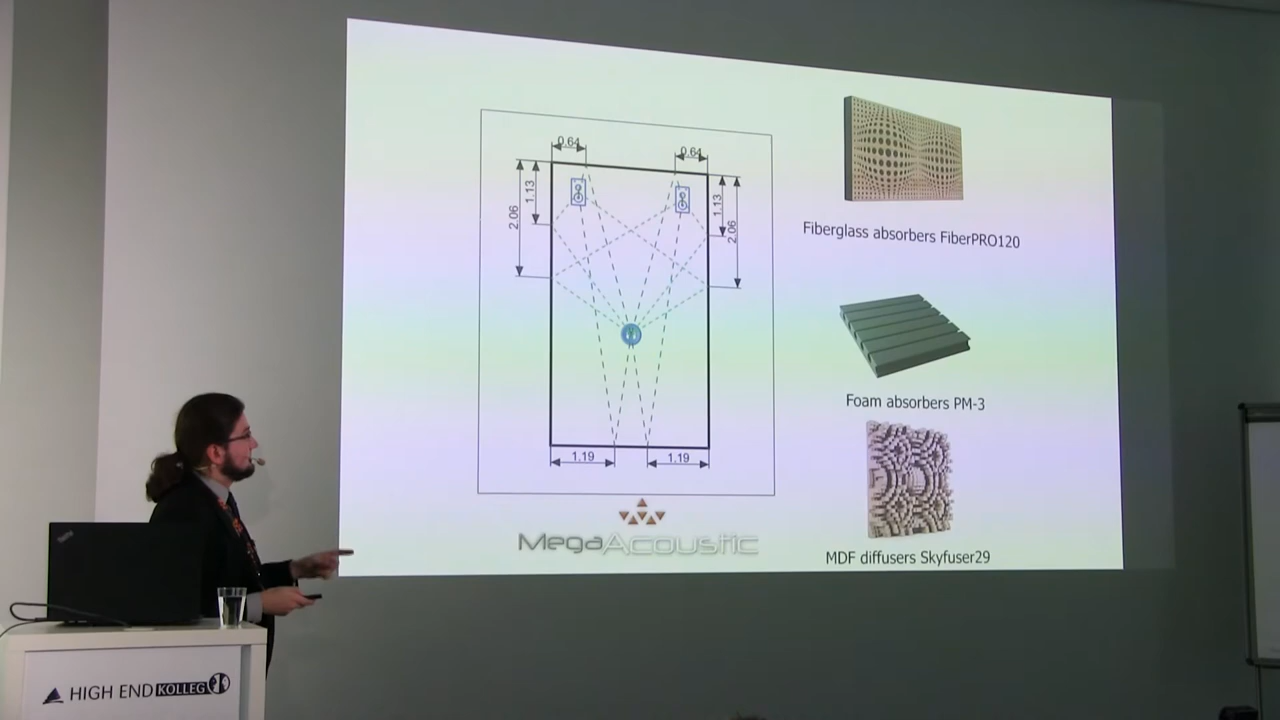 0.64
0.64
1.13
2.06
1.13
2.06
Fiberglass absorbers FiberPRO120
Foam absorbers PM-3
1.19
1.19
MegaAcoustic
MDF diffusers Skyfuser29
ThinkPad
HIGH END KOLLEG